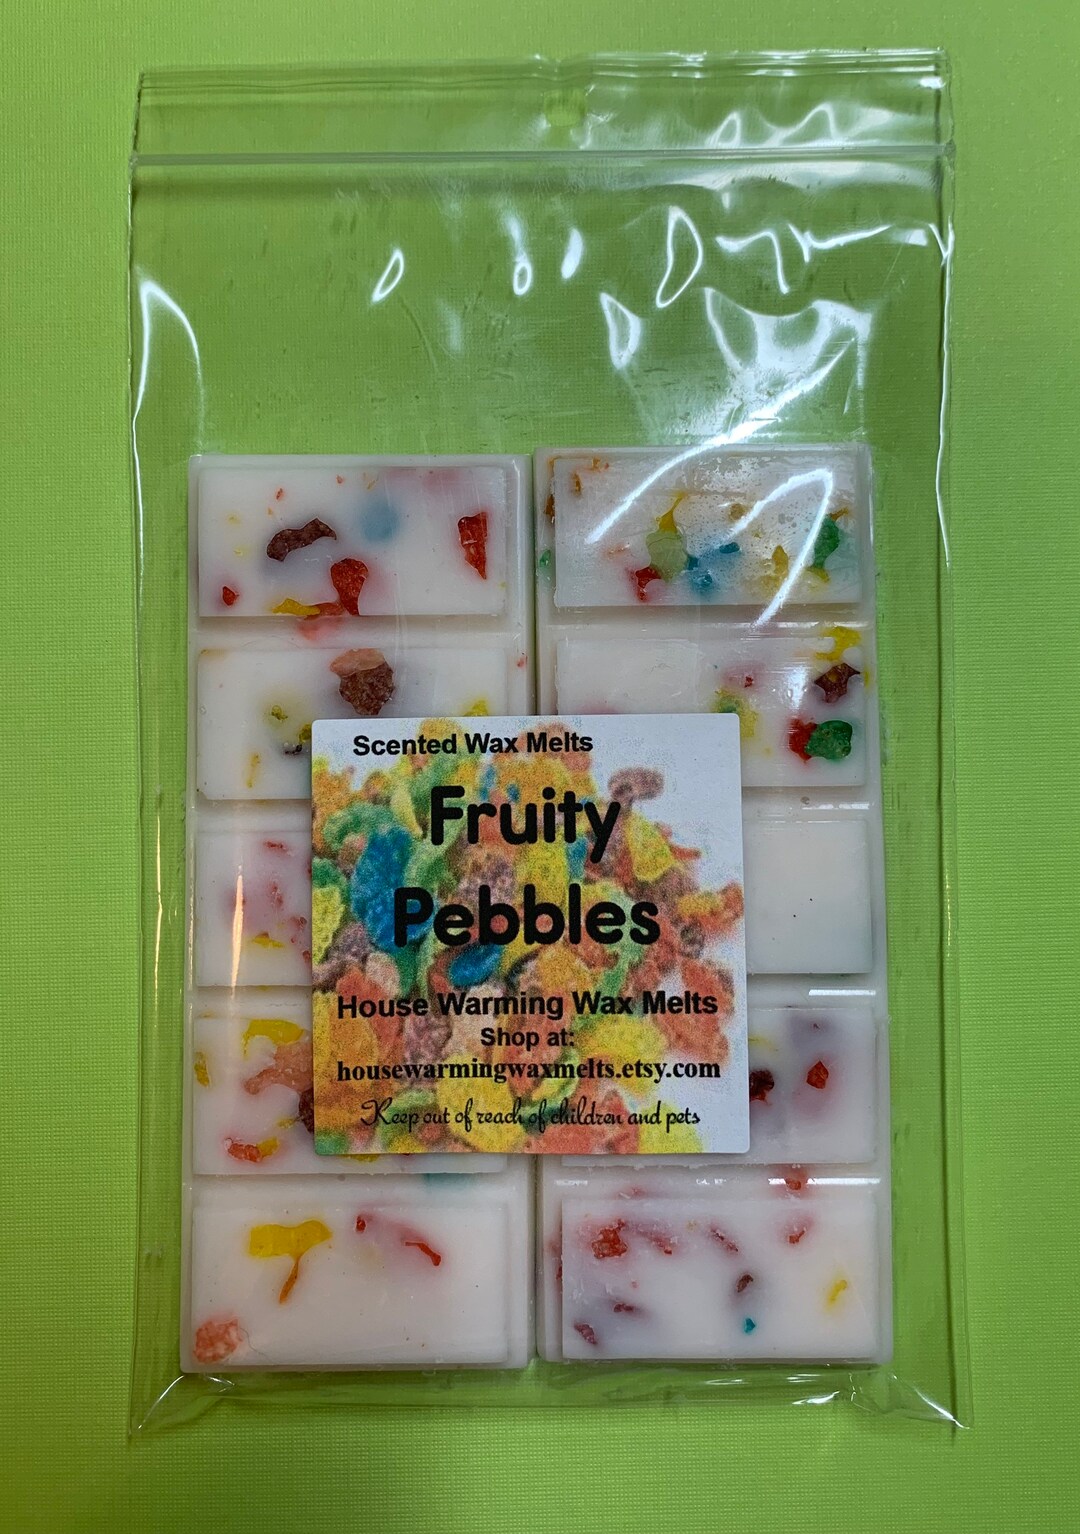 Scented Wax Melts
Fruity
Pebbles
House Warming Wax Melts
Shop at:
housewarmingwaxmelts.etsy.com
Keep out of reach of children and pets